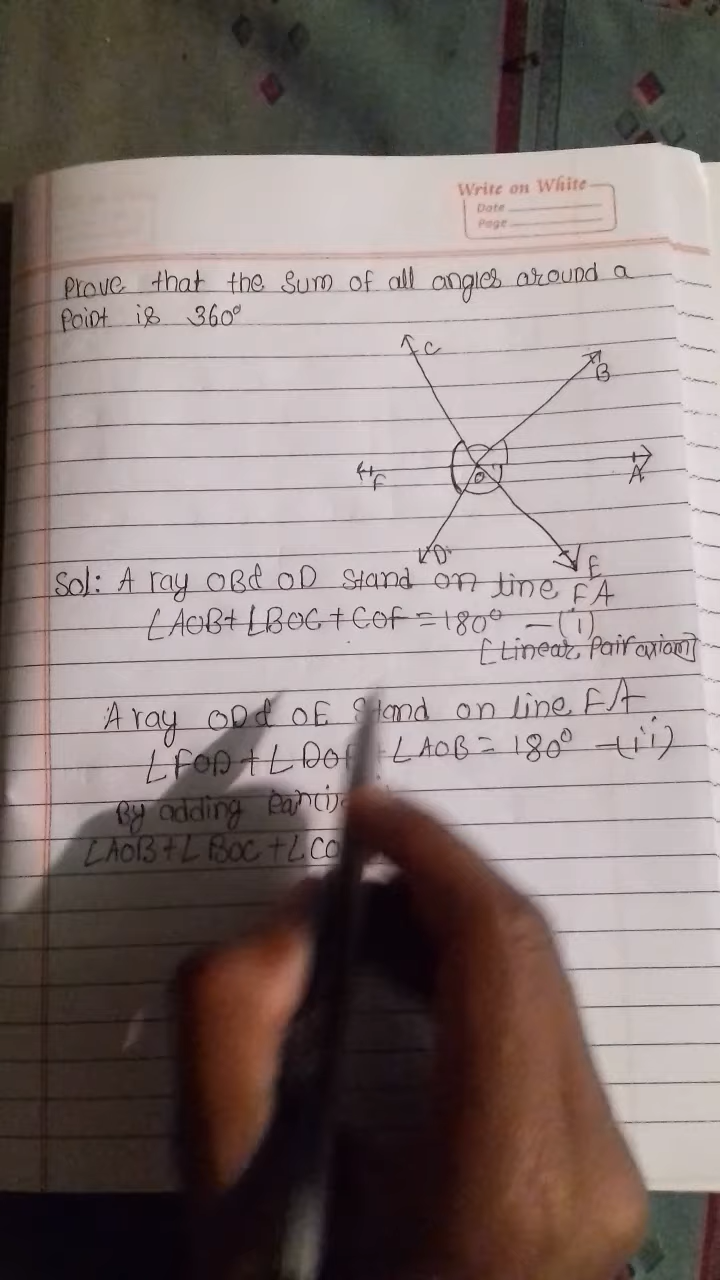 Write on White
Date
Page
Prove that the Sum of all angles around a
Point is 360°
C
B
F
O
A
D
E
Sol: A ray OB& OD Stand on line FA
∠AOB+∠BOC+COF=180° —(i)
[Linear Pair axiom]
A ray OD& OE Stand on line FA
∠FOD+∠DO ∠AOB=180° —(ii)
By adding
∠AOB+∠BOC+∠CO